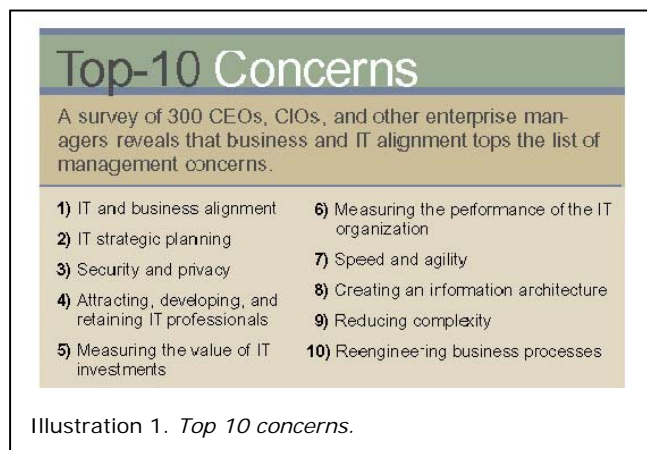 Top-10 Concerns
A survey of 300 CEOs, CIOs, and other enterprise man-
agers reveals that business and IT alignment tops the list of
management concerns.
1) IT and business alignment
2) IT strategic planning
3) Security and privacy
4) Attracting, developing, and
retaining IT professionals
5) Measuring the value of IT
investments
6) Measuring the performance of the IT
organization
7) Speed and agility
8) Creating an information architecture
9) Reducing complexity
10) Reengineering business processes
Illustration 1. Top 10 concerns.